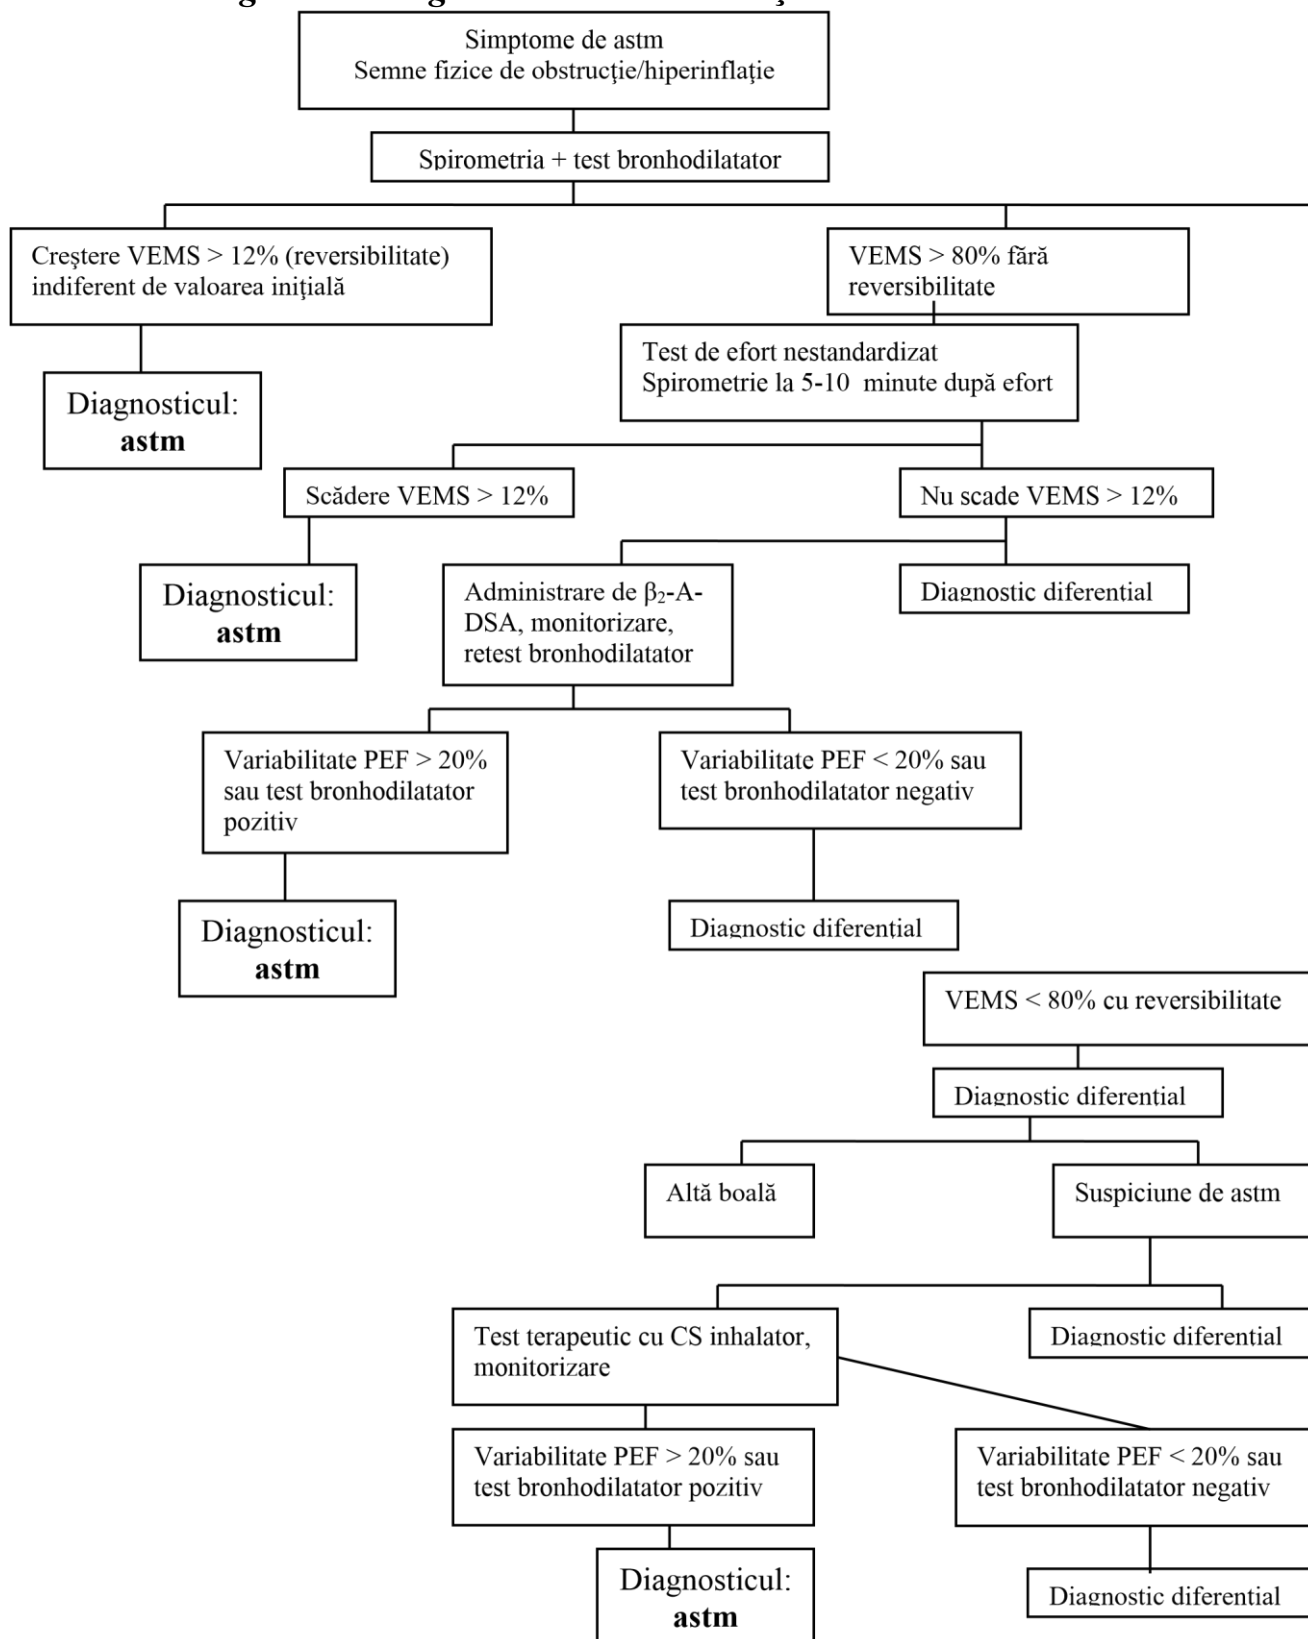 Simptome de astm
Semne fizice de obstrucţie/hiperinflaţie
Spirometria + test bronhodilatator
Creştere VEMS > 12% (reversibilitate)
indiferent de valoarea iniţială
VEMS > 80% fără
reversibilitate
Test de efort nestandardizat
Spirometrie la 5-10 minute după efort
Diagnosticul:
astm
Scădere VEMS > 12%
Nu scade VEMS > 12%
Diagnosticul:
astm
Administrare de β₂-A-
DSA, monitorizare,
retest bronhodilatator
Diagnostic diferenţial
Variabilitate PEF > 20%
sau test bronhodilatator
pozitiv
Variabilitate PEF < 20% sau
test bronhodilatator negativ
Diagnosticul:
astm
Diagnostic diferenţial
VEMS < 80% cu reversibilitate
Diagnostic diferenţial
Altă boală
Suspiciune de astm
Test terapeutic cu CS inhalator,
monitorizare
Diagnostic diferenţial
Variabilitate PEF > 20% sau
test bronhodilatator pozitiv
Variabilitate PEF < 20% sau
test bronhodilatator negativ
Diagnosticul:
astm
Diagnostic diferenţial